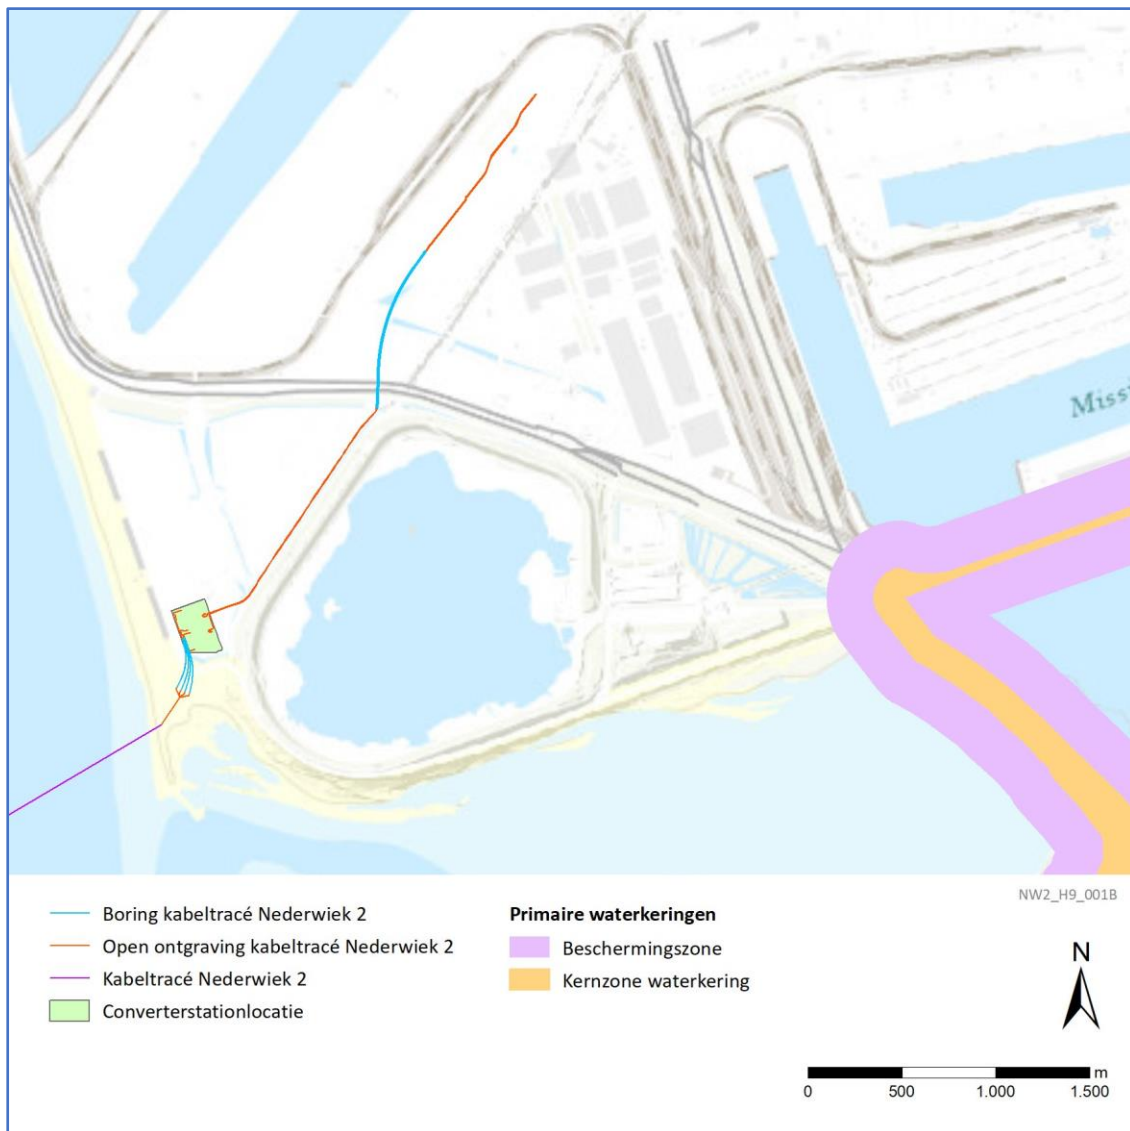 Missi
NW2_H9_001B
Boring kabeltracé Nederwiek 2
Open ontgraving kabeltracé Nederwiek 2
Kabeltracé Nederwiek 2
Converterstationlocatie
Primaire waterkeringen
Beschermingszone
Kernzone waterkering
N
m
0 500 1.000 1.500